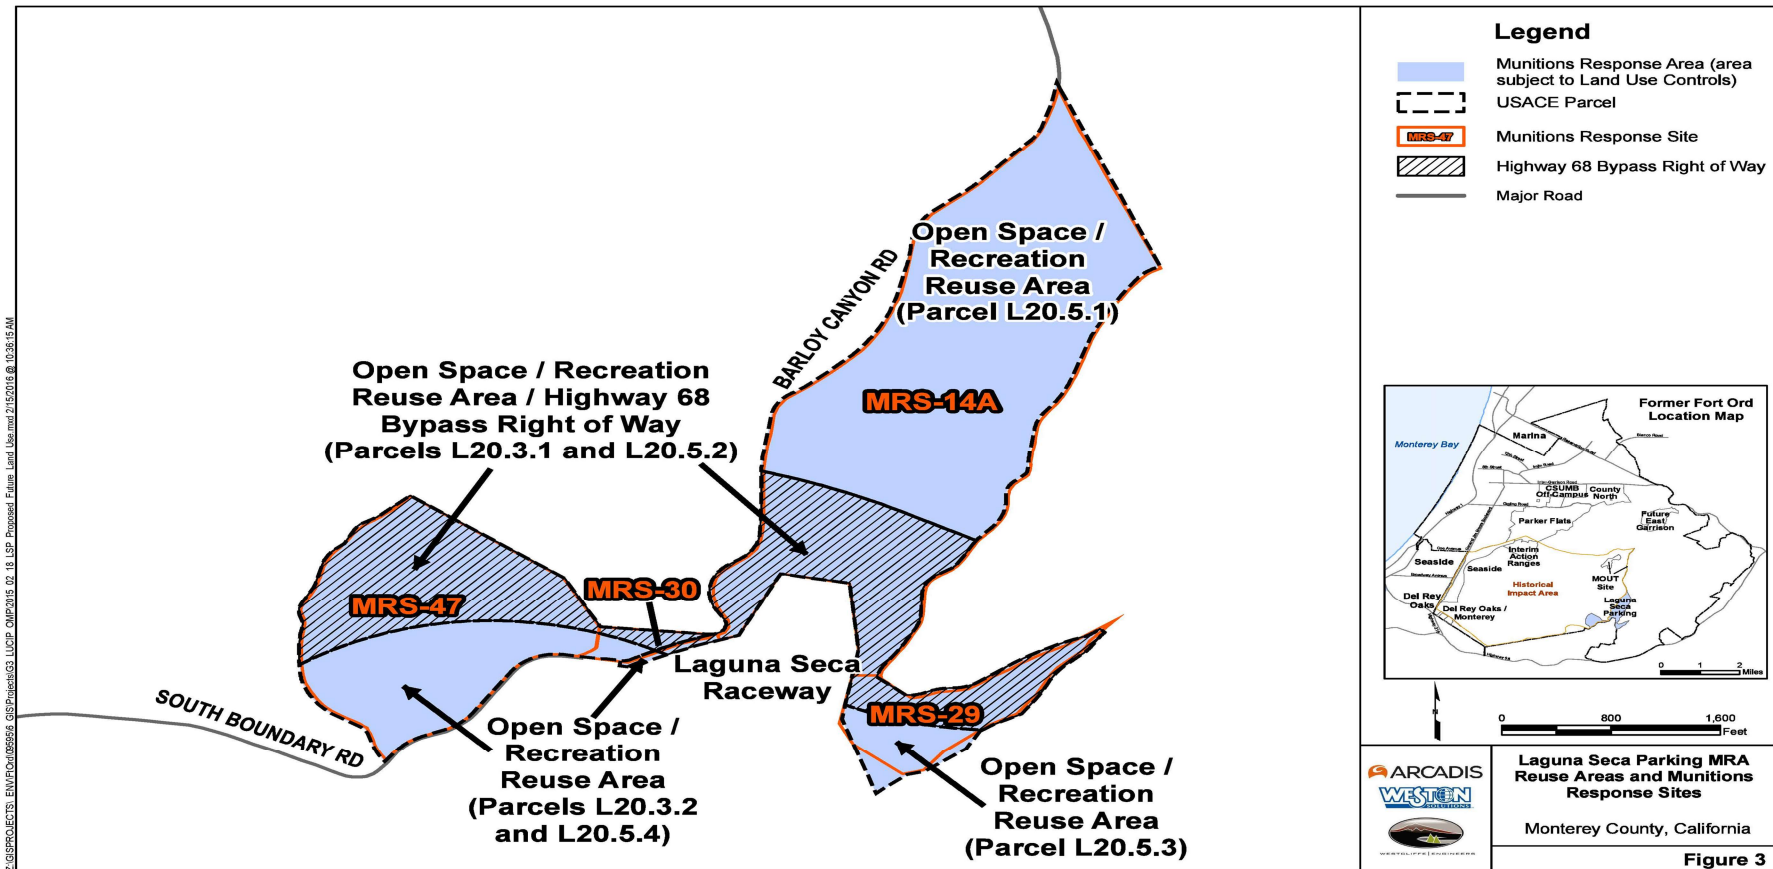 Legend
Munitions Response Area (area
subject to Land Use Controls)
USACE Parcel
MRS-47
Munitions Response Site
Highway 68 Bypass Right of Way
Major Road
Open Space /
Recreation
Reuse Area
(Parcel L20.5.1)
BARLOY CANYON RD
MRS-14A
Open Space / Recreation
Reuse Area / Highway 68
Bypass Right of Way
(Parcels L20.3.1 and L20.5.2)
MRS-47
MRS-30
Laguna Seca
Raceway
MRS-29
SOUTH BOUNDARY RD
Open Space /
Recreation
Reuse Area
(Parcels L20.3.2
and L20.5.4)
Open Space /
Recreation
Reuse Area
(Parcel L20.5.3)
Former Fort Ord
Location Map
Monterey Bay
Marina
CSUMB
Off-Campus
County
North
Parker Flats
Future
East
Garrison
Interim
Action
Ranges
Seaside
Seaside
MOUT
Site
Historical
Impact Area
Del Rey
Oaks
Del Rey Oaks /
Monterey
Laguna
Seca
Parking
Highway 68
0 1 2
Miles
N
0 800 1,600
Feet
ARCADIS
WESTON
SOLUTIONS
WESTCLIFFE | ENGINEERS
Laguna Seca Parking MRA
Reuse Areas and Munitions
Response Sites
Monterey County, California
Figure 3